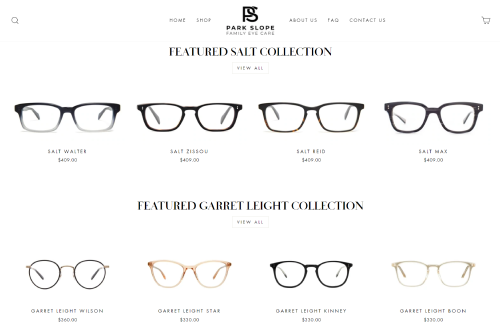 HOME SHOP PARK SLOPE FAMILY EYE CARE ABOUT US FAQ CONTACT US
FEATURED SALT COLLECTION
VIEW ALL
SALT WALTER SALT ZISSOU SALT REID SALT MAX
$409.00 $409.00 $409.00 $409.00
FEATURED GARRET LEIGHT COLLECTION
VIEW ALL
GARRET LEIGHT WILSON GARRET LEIGHT STAR GARRET LEIGHT KINNEY GARRET LEIGHT BOON
$360.00 $330.00 $330.00 $330.00